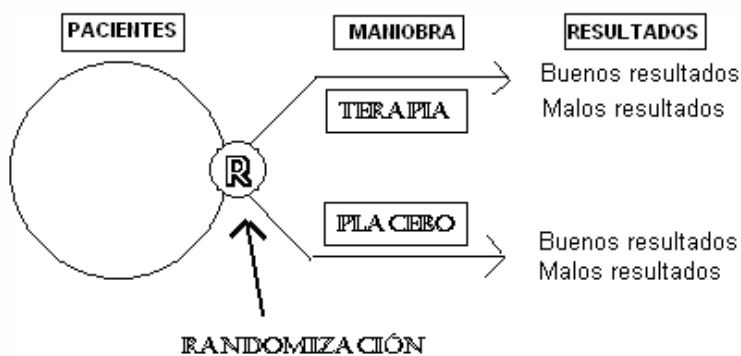 PACIENTES
MANIOBRA
RESULTADOS
Buenos resultados
TERAPIA
Malos resultados
R
PLACEBO
Buenos resultados
Malos resultados
RANDOMIZACIÓN